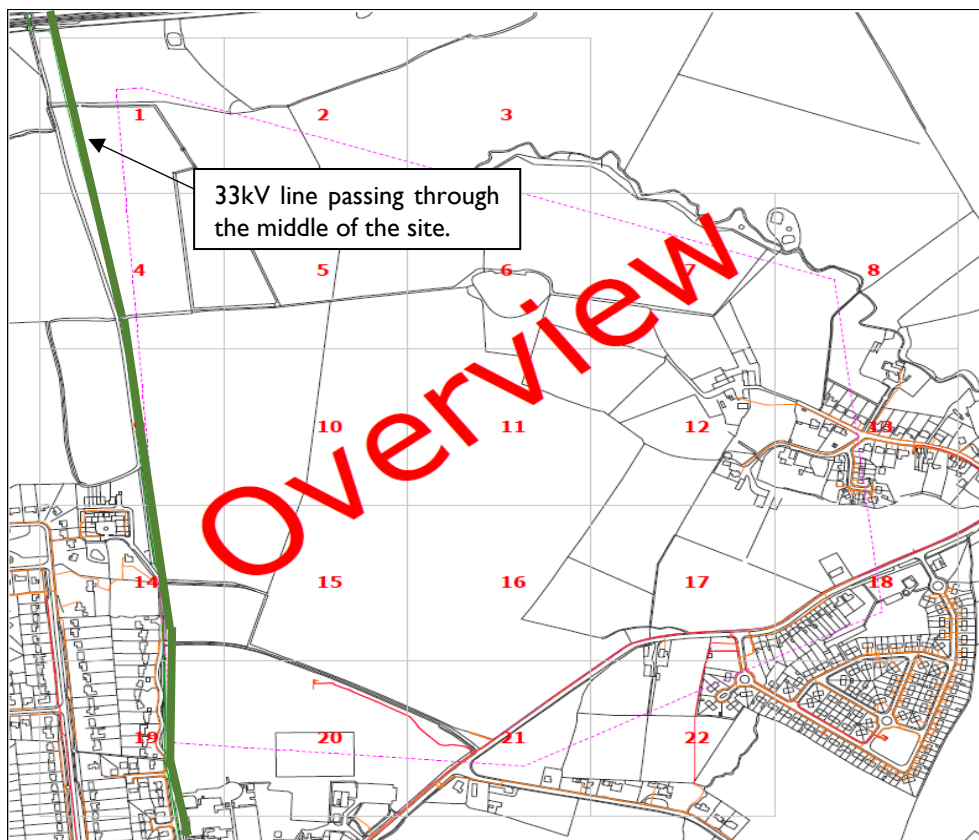 1 2 3
33kV line passing through
the middle of the site.
4 5 6 7 8
Overview
9 10 11 12 13
14 15 16 17 18
19 20 21 22